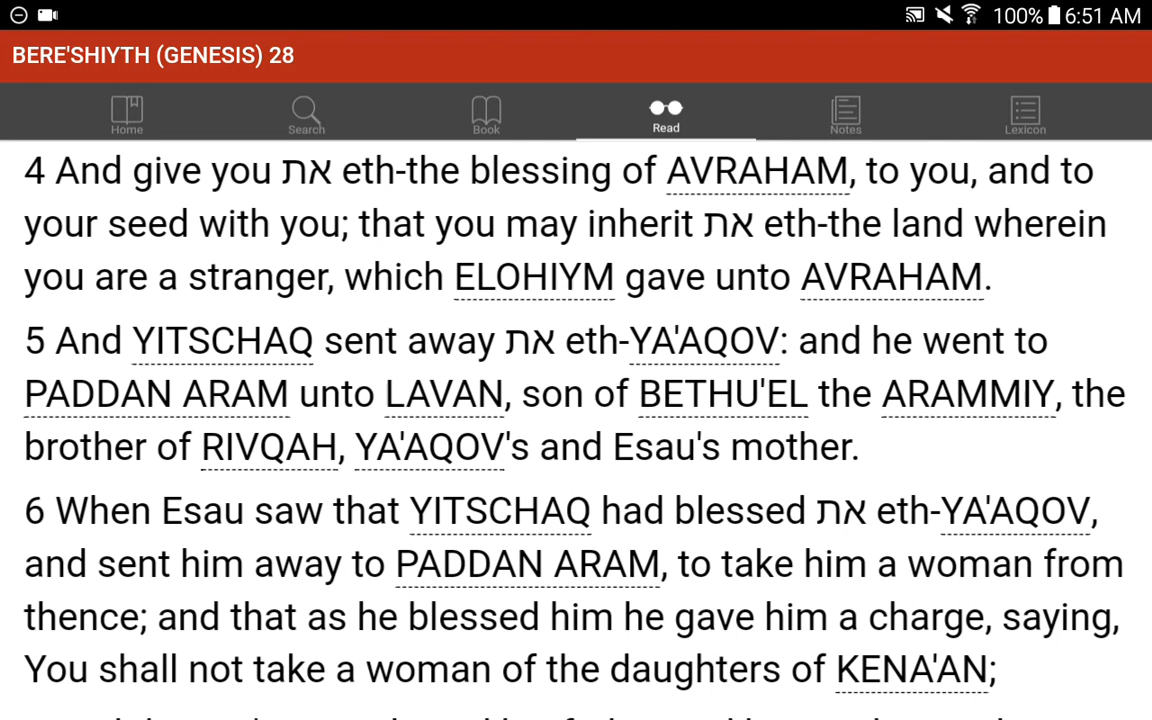 100% 6:51 AM
BERE'SHIYTH (GENESIS) 28
Home Search Book Read Notes Lexicon
4 And give you את eth-the blessing of AVRAHAM, to you, and to
your seed with you; that you may inherit את eth-the land wherein
you are a stranger, which ELOHIYM gave unto AVRAHAM.
5 And YITSCHAQ sent away את eth-YA'AQOV: and he went to
PADDAN ARAM unto LAVAN, son of BETHU'EL the ARAMMIY, the
brother of RIVQAH, YA'AQOV's and Esau's mother.
6 When Esau saw that YITSCHAQ had blessed את eth-YA'AQOV,
and sent him away to PADDAN ARAM, to take him a woman from
thence; and that as he blessed him he gave him a charge, saying,
You shall not take a woman of the daughters of KENA'AN;